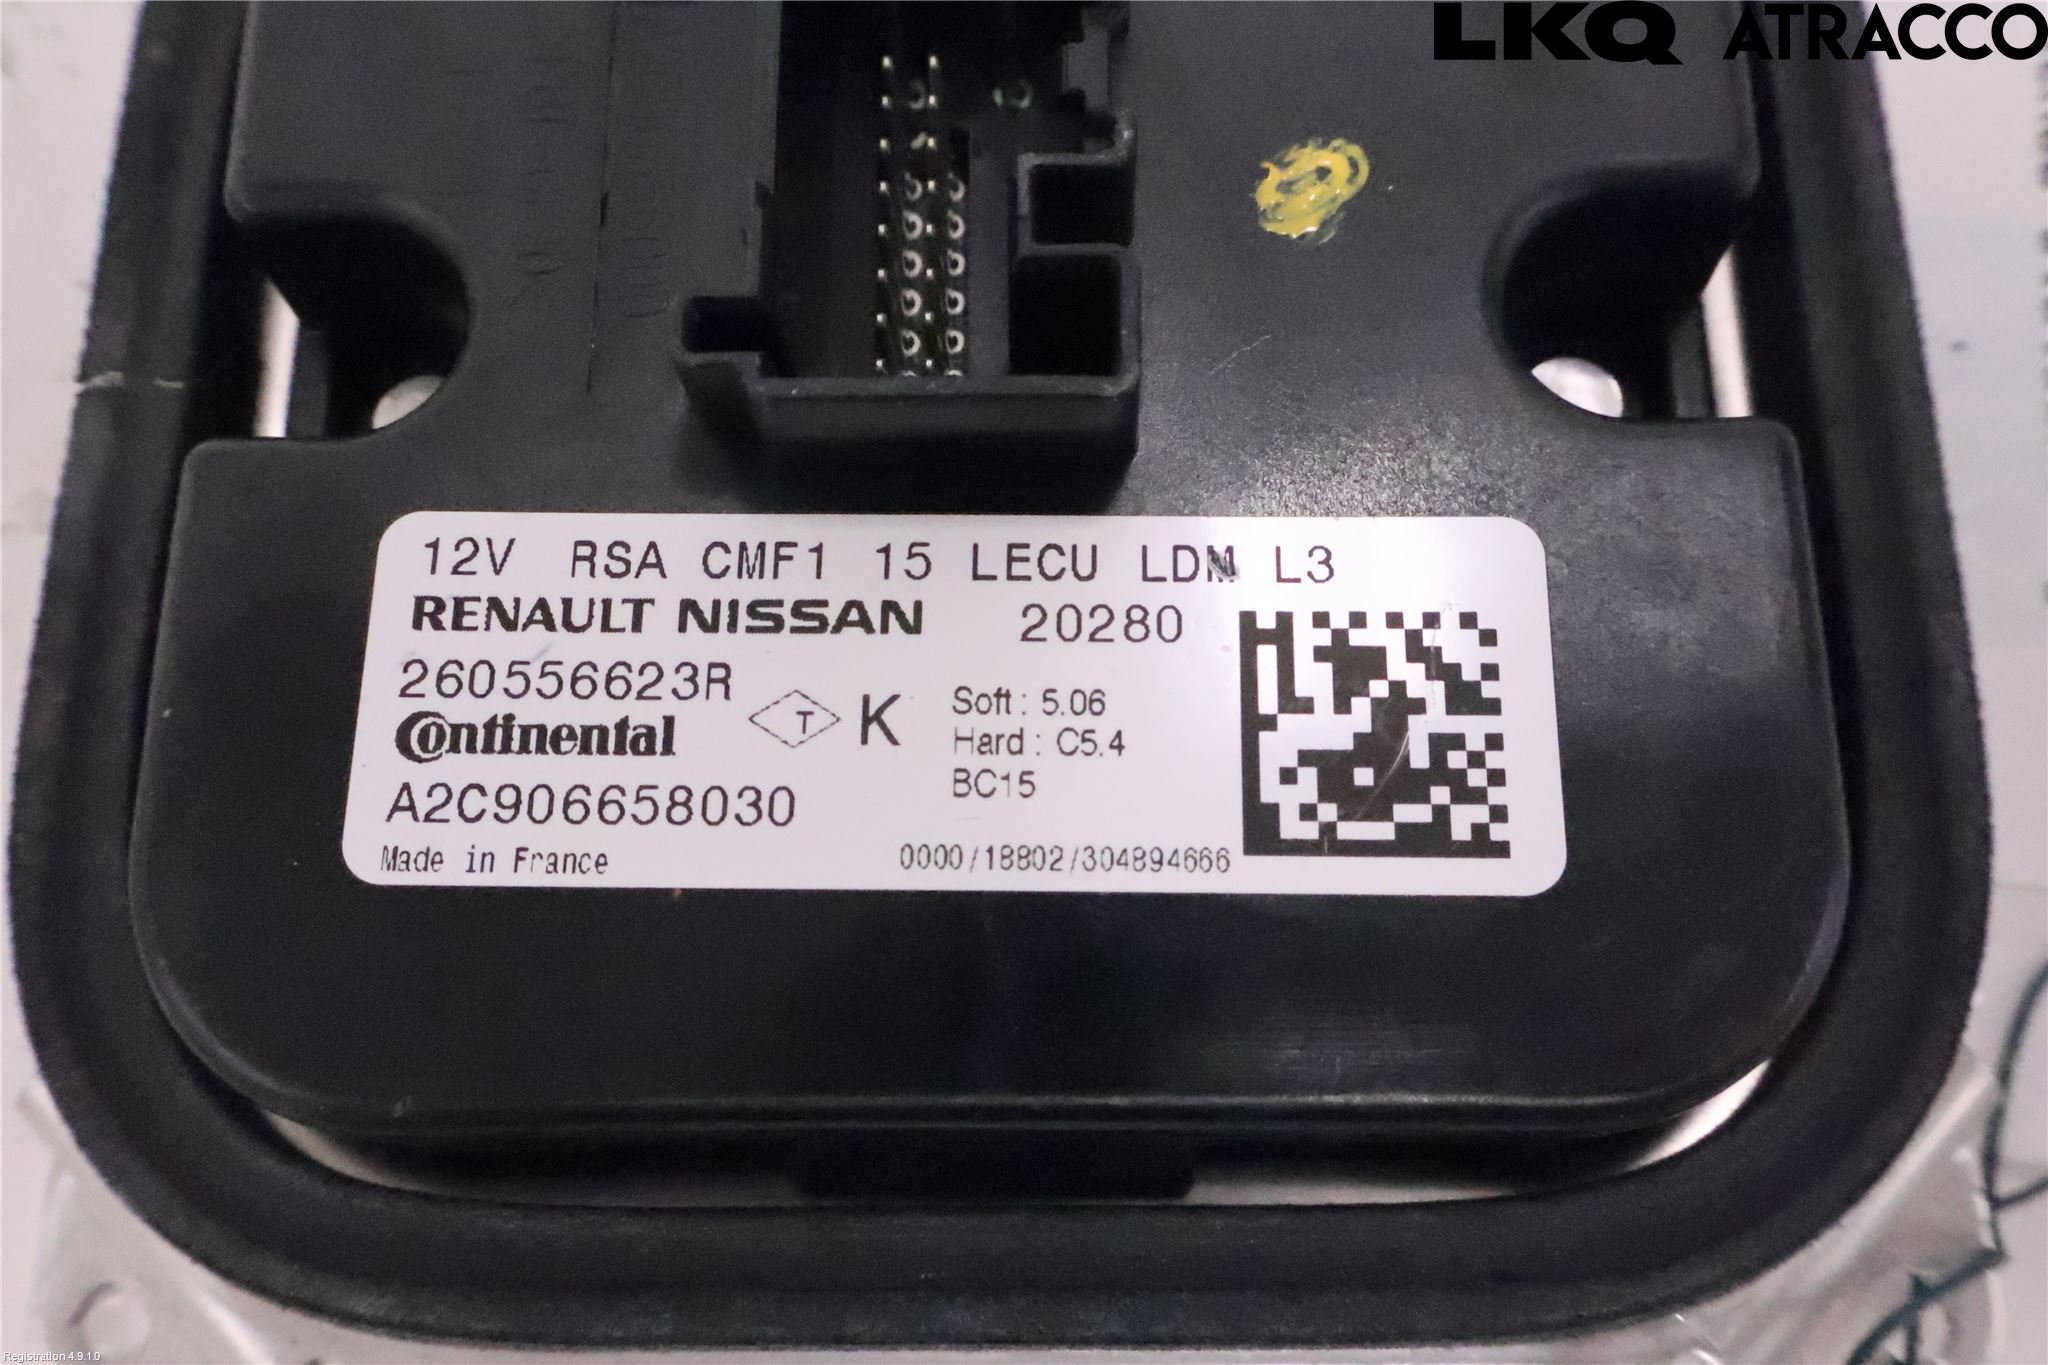 LKQ ATRACCO
12V RSA CMF1 15 LECU LDM L3
RENAULT NISSAN 20280
260556623R
Continental
T K
Soft : 5.06
Hard : C5.4
BC15
A2C906658030
Made in France
0000/18802/304894666
Registration 4.9.1.0